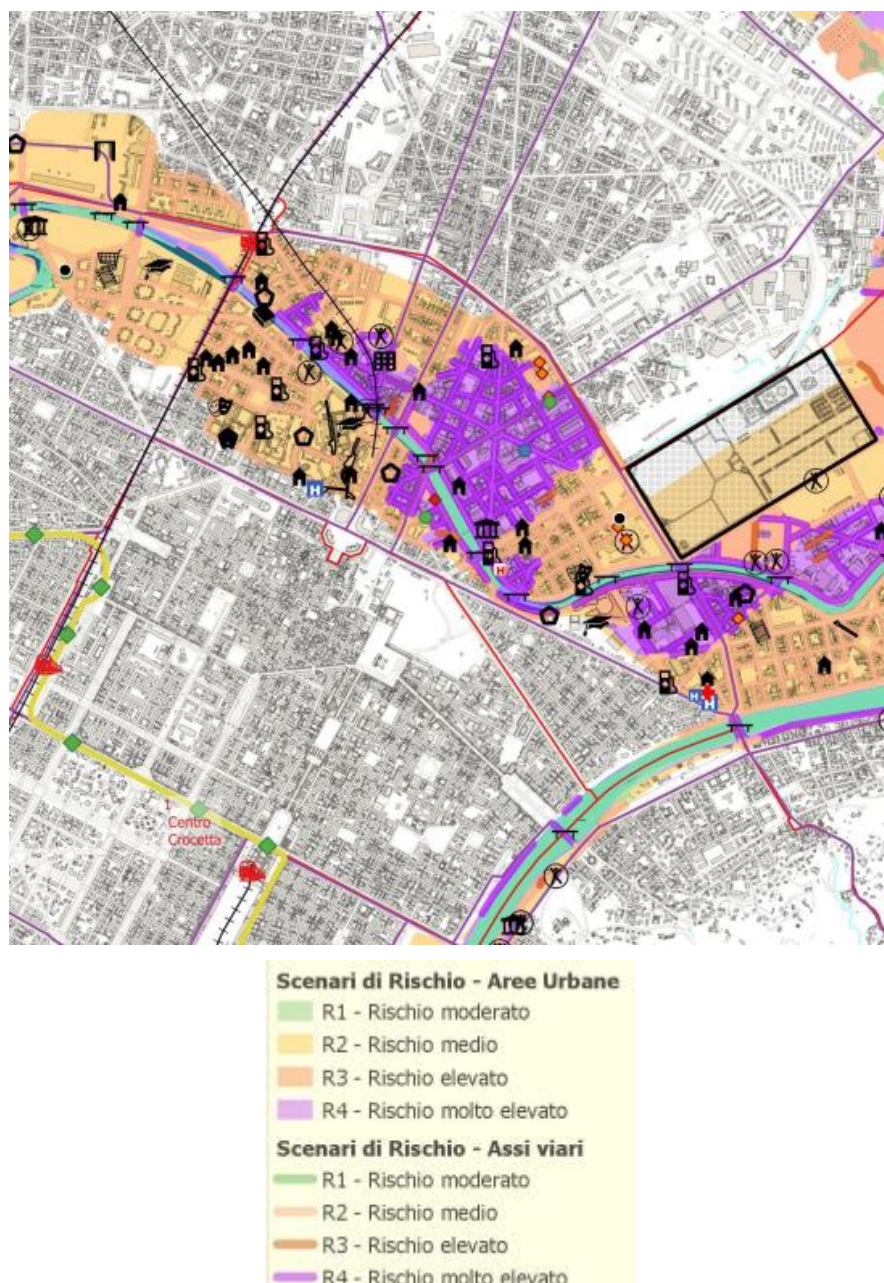 H
H
H
H
1
Centro
Crocetta
Scenari di Rischio - Aree Urbane
R1 - Rischio moderato
R2 - Rischio medio
R3 - Rischio elevato
R4 - Rischio molto elevato
Scenari di Rischio - Assi viari
R1 - Rischio moderato
R2 - Rischio medio
R3 - Rischio elevato
R4 - Rischio molto elevato